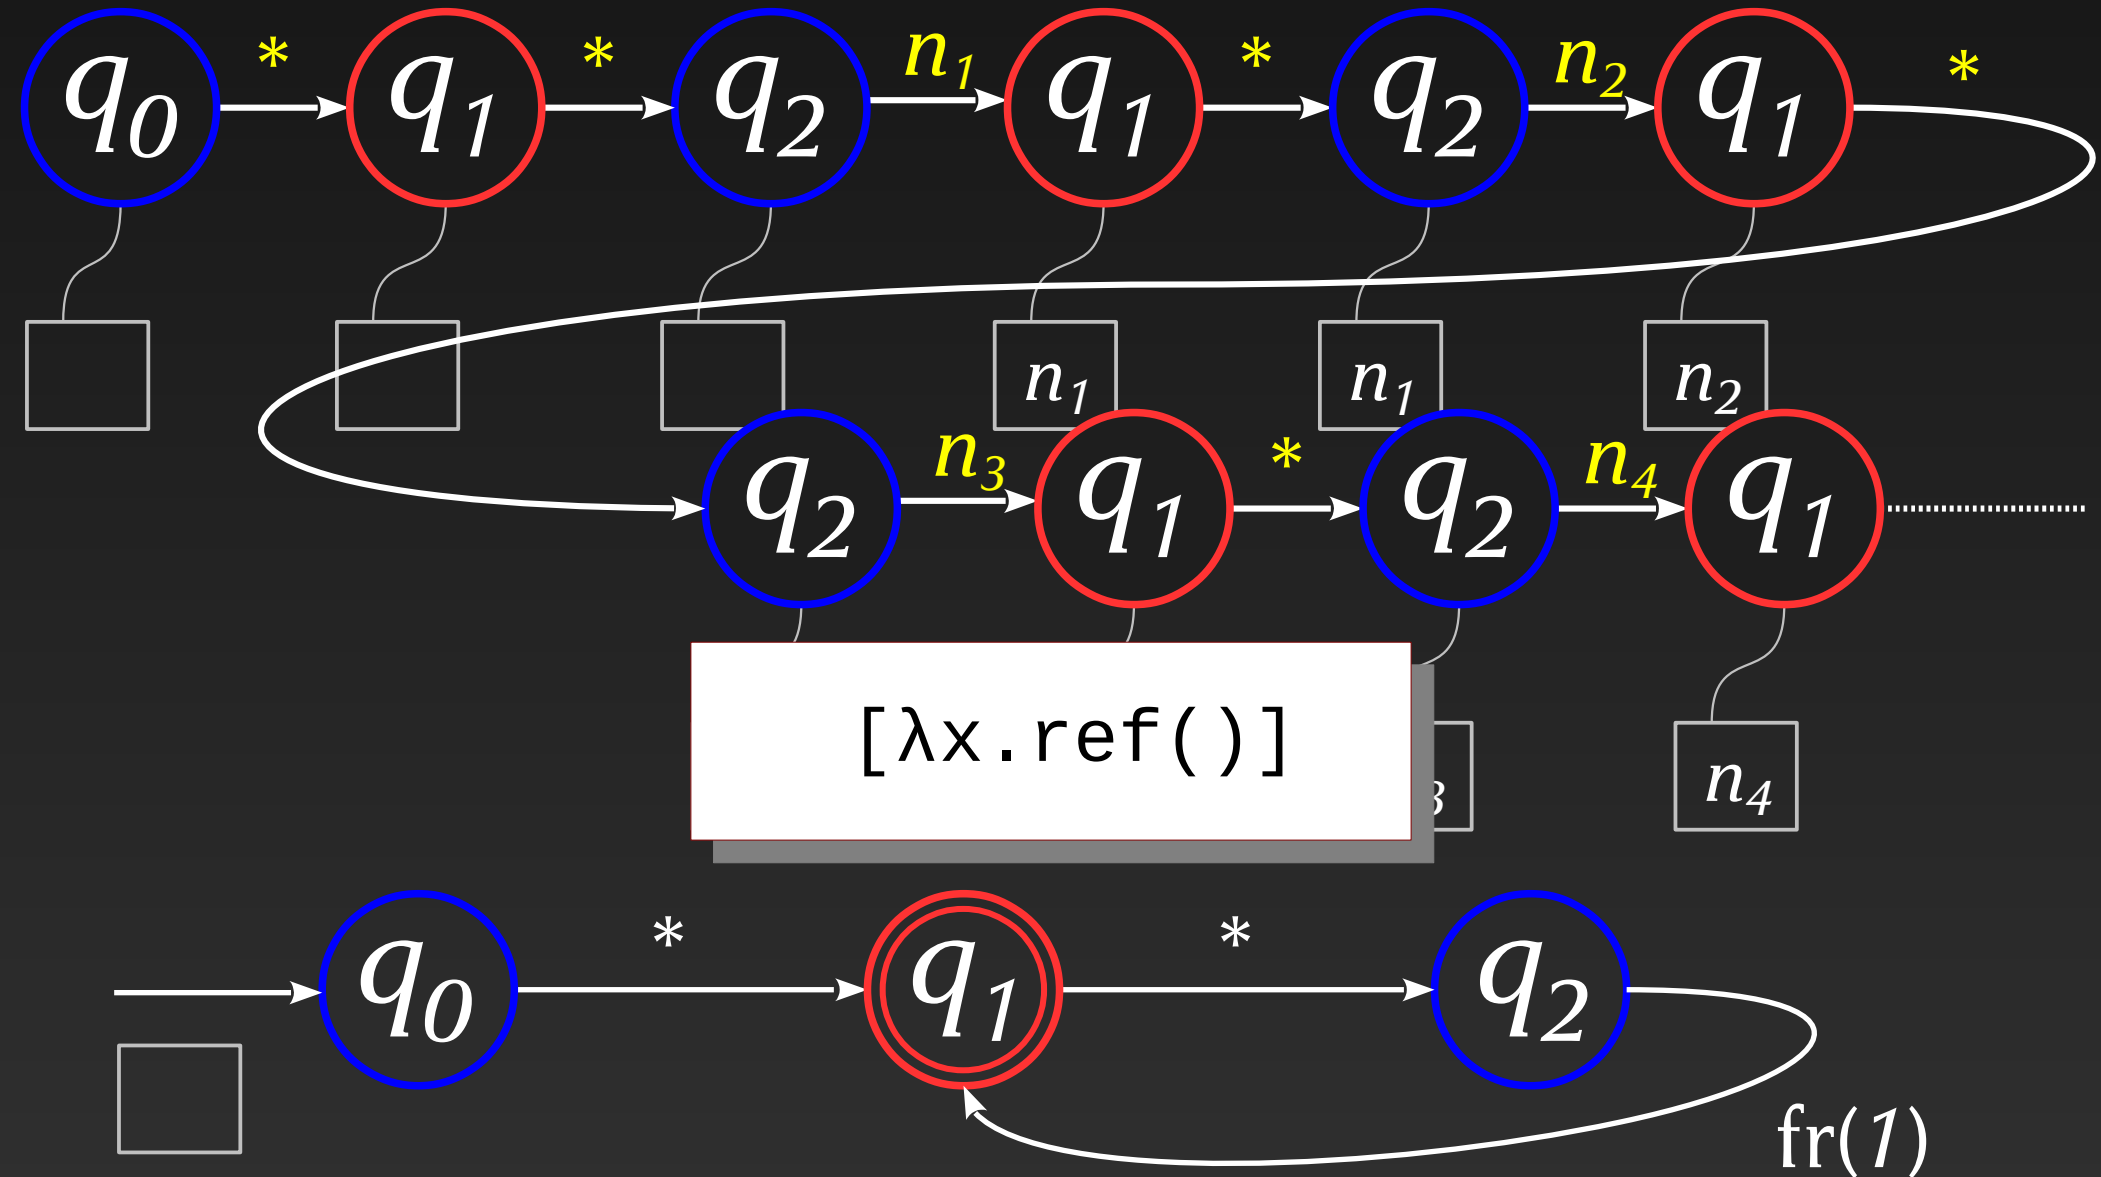 q0 * q1 * q2 n1 q1 * q2 n2 q1 *
n1 n1 n2
q2 n3 q1 * q2 n4 q1
[λx.ref()]
3 n4
q0 * q1 * q2
fr(1)